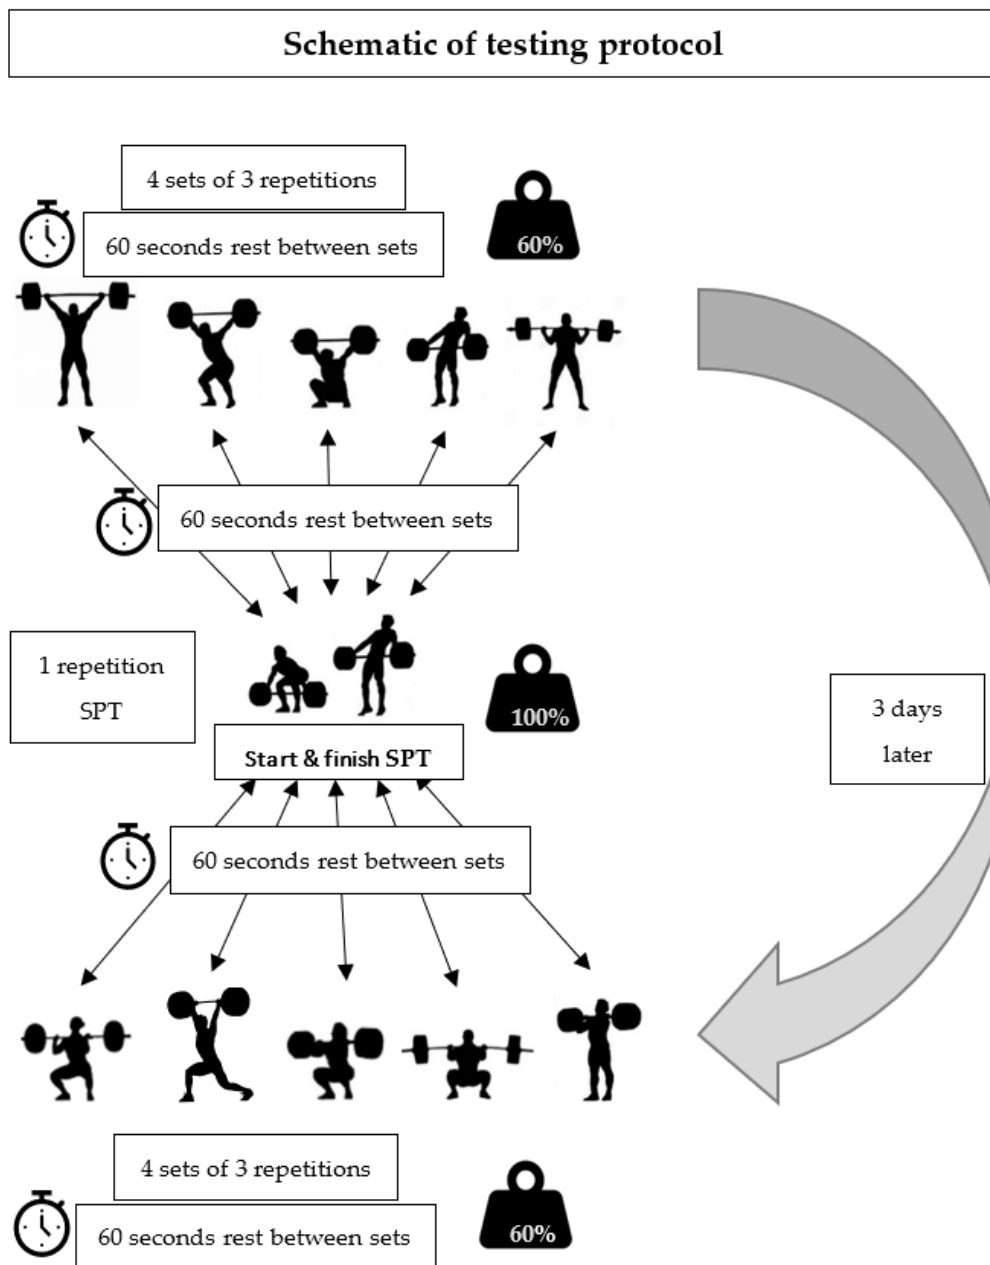 Schematic of testing protocol
4 sets of 3 repetitions
60 seconds rest between sets
60%
60 seconds rest between sets
1 repetition
SPT
100%
Start & finish SPT
3 days
later
60 seconds rest between sets
4 sets of 3 repetitions
60 seconds rest between sets
60%